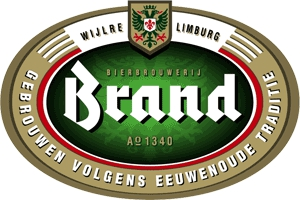 WIJLRE LIMBURG
BIERBROUWERIJ
Brand
Aº 1340
GEBROUWEN VOLGENS EEUWENOUDE TRADITIE